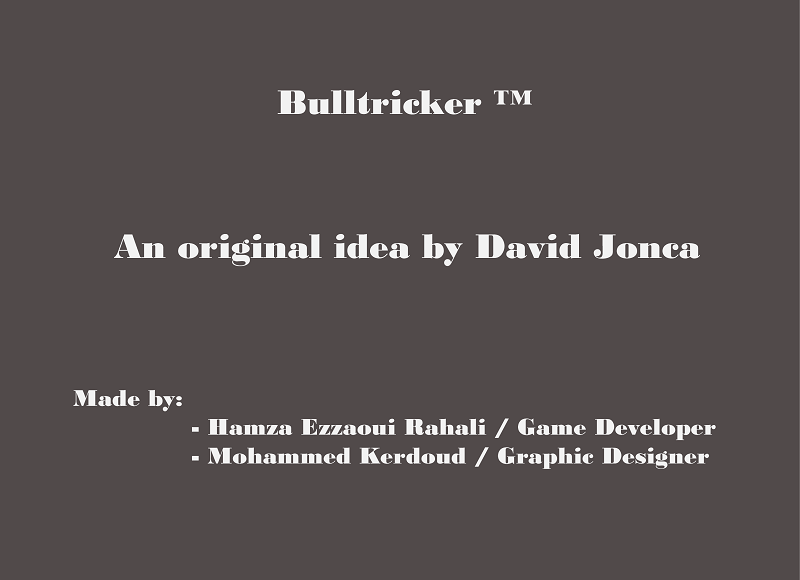 Bulltricker ™
An original idea by David Jonca
Made by:
- Hamza Ezzaoui Rahali / Game Developer
- Mohammed Kerdoud / Graphic Designer